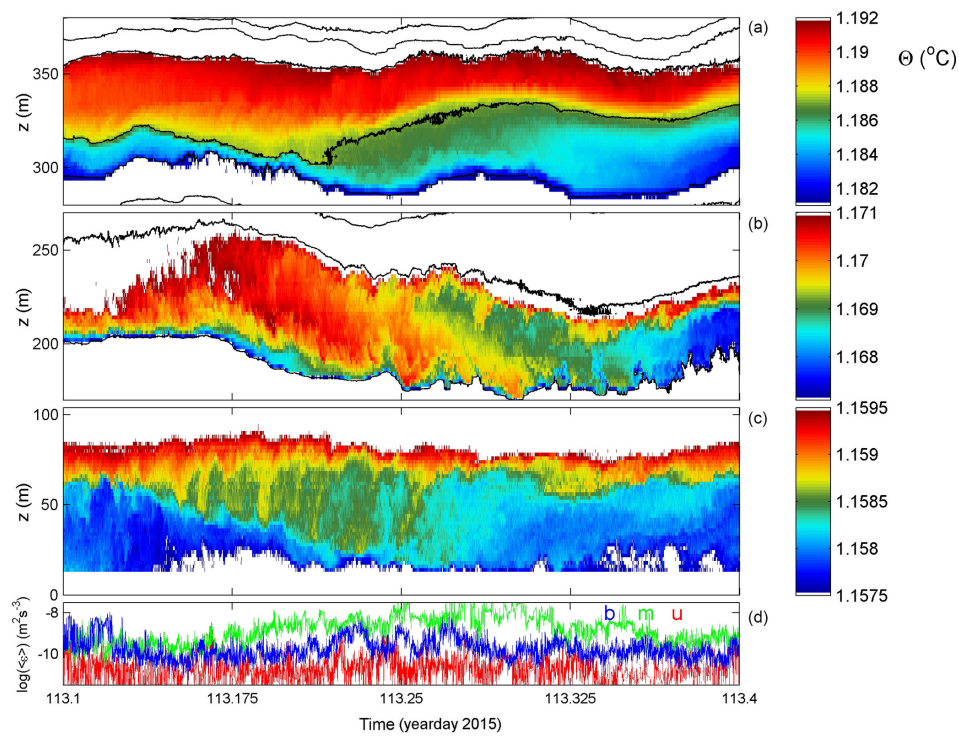 (a)
z (m)
350
300
1.192
1.19
1.188
1.186
1.184
1.182
Θ (°C)
(b)
z (m)
250
200
1.171
1.17
1.169
1.168
(c)
z (m)
100
50
0
1.1595
1.159
1.1585
1.158
1.1575
(d)
log(<ε>) (m²s⁻³)
-8
-10
b m u
113.1 113.175 113.25 113.325 113.4
Time (yearday 2015)